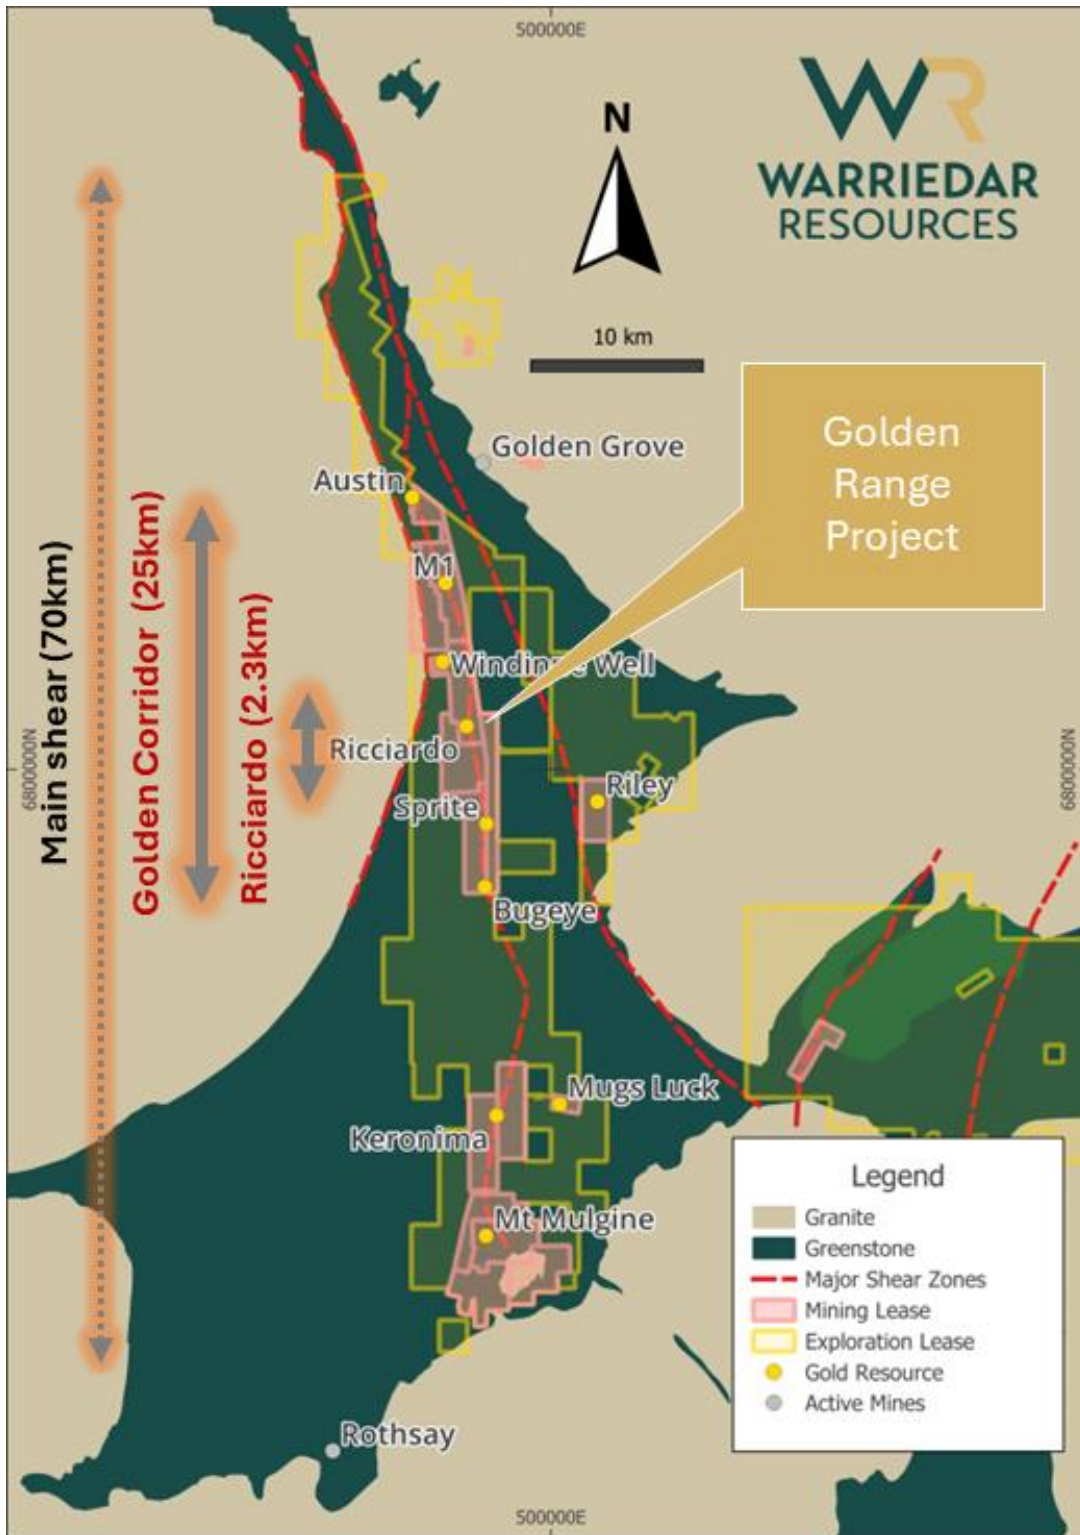 500000E
N
WR
WARRIEDAR
RESOURCES
10 km
Golden
Range
Project
Golden Grove
Austin
M1
Ricciardo
Sprite
Riley
Bugeye
Main shear (70km)
Golden Corridor (25km)
Ricciardo (2.3km)
6800000N
6800000N
Well
Mugs Luck
Keronima
Mt Mulgine
Rothsay
Legend
Granite
Greenstone
Major Shear Zones
Mining Lease
Exploration Lease
Gold Resource
Active Mines
500000E